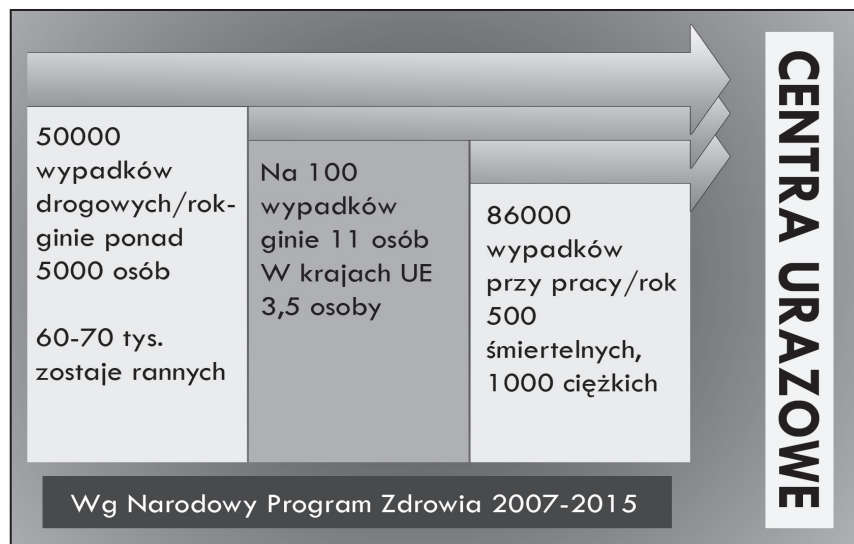 50000
wypadków
drogowych/rok-
ginie ponad
5000 osób
60-70 tys.
zostaje rannych
Na 100
wypadków
ginie 11 osób
W krajach UE
3,5 osoby
86000
wypadków
przy pracy/rok
500
śmiertelnych,
1000 ciężkich
CENTRA URAZOWE
Wg Narodowy Program Zdrowia 2007-2015